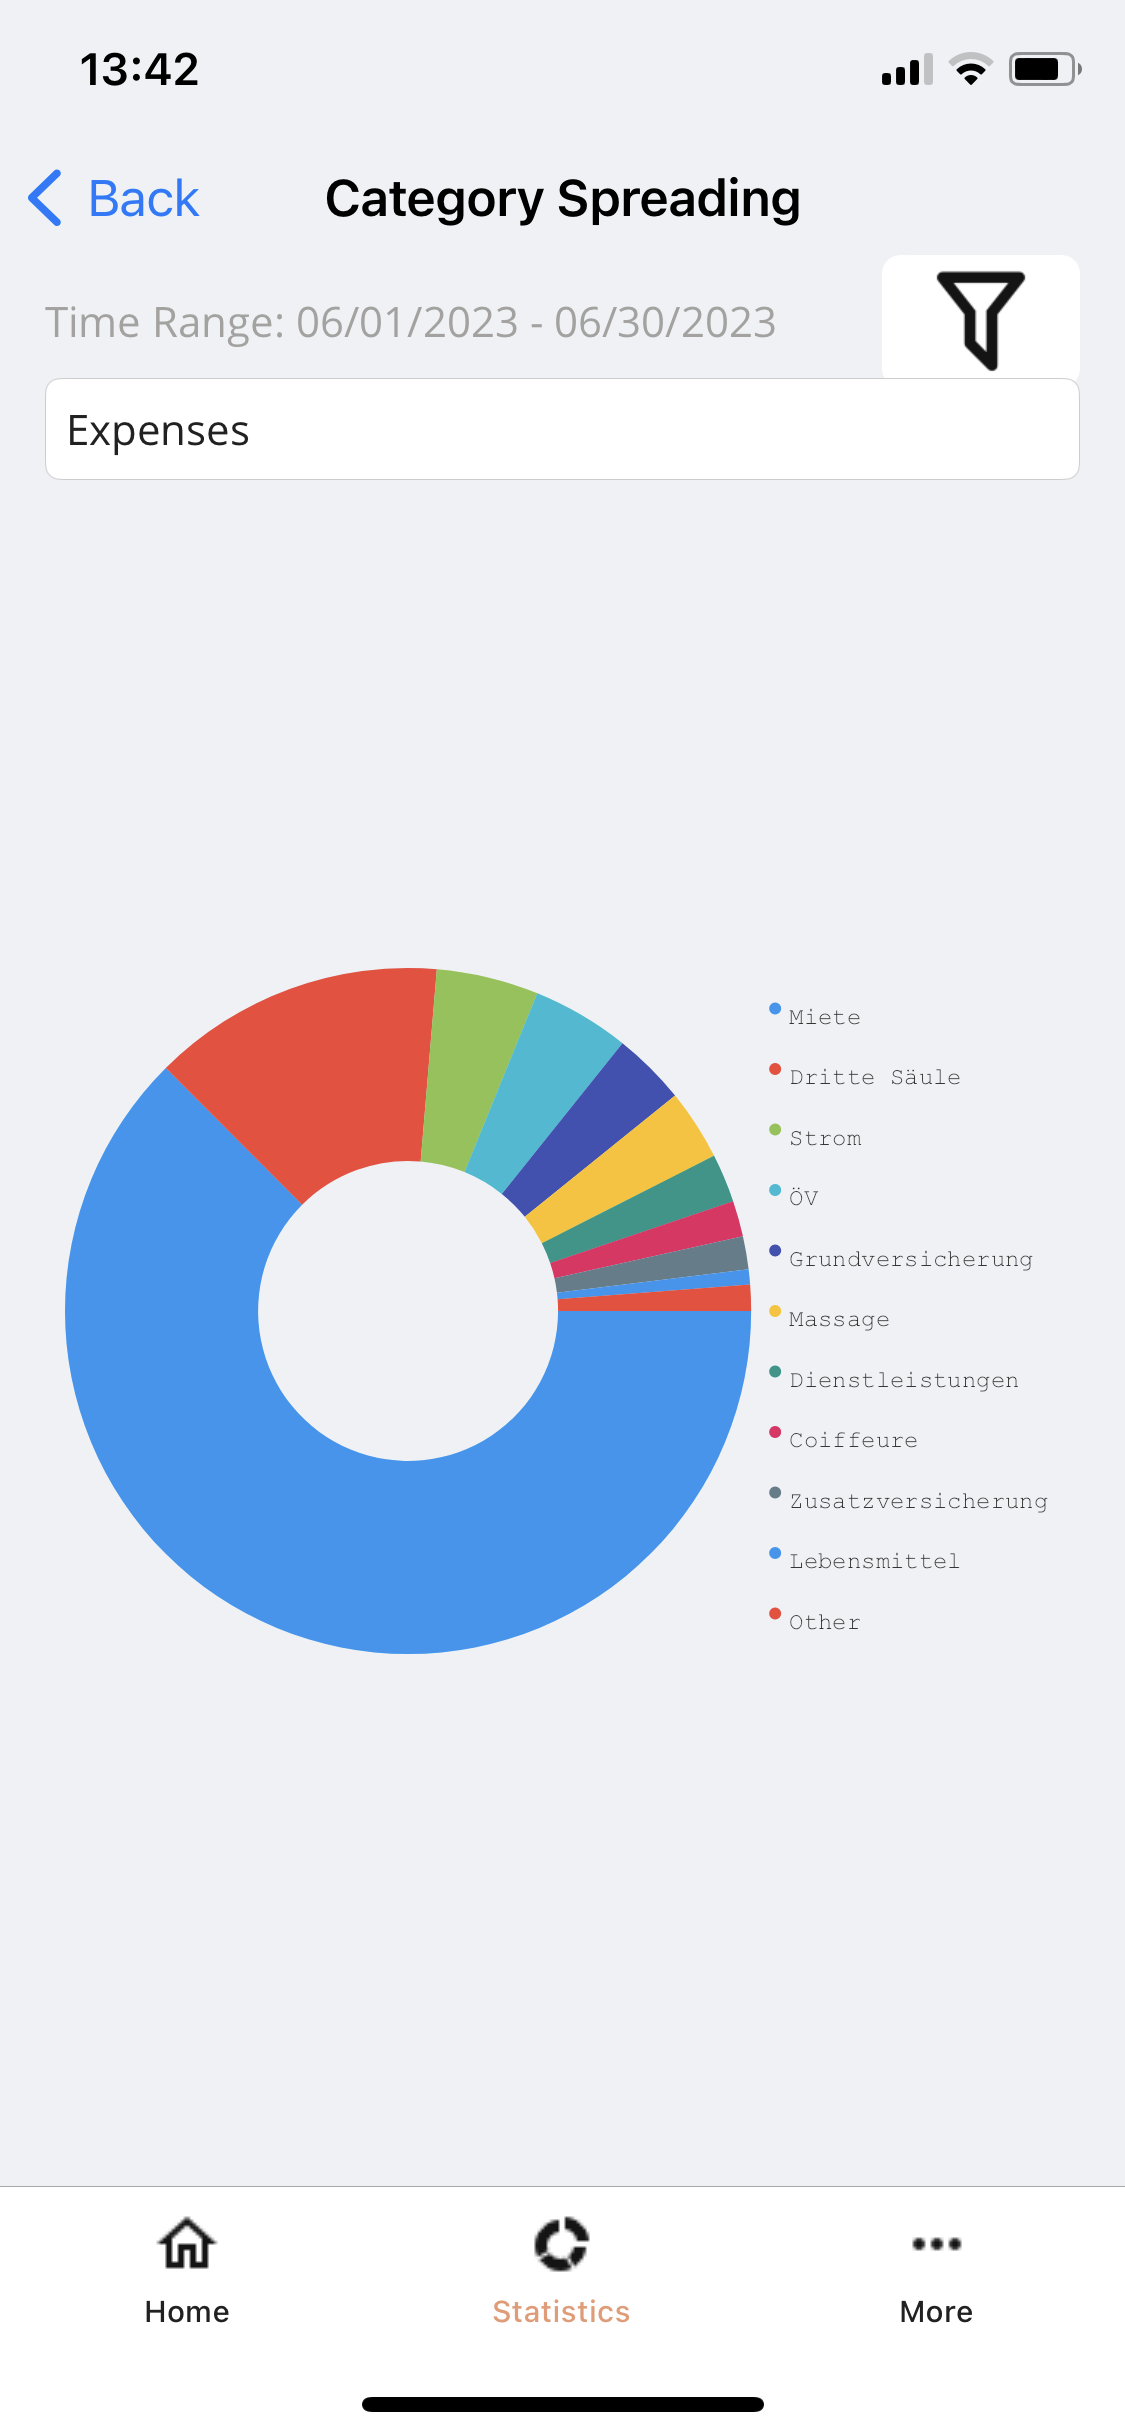 13:42
Back
Category Spreading
Time Range: 06/01/2023 - 06/30/2023
Expenses
Miete
Dritte Säule
Strom
ÖV
Grundversicherung
Massage
Dienstleistungen
Coiffeure
Zusatzversicherung
Lebensmittel
Other
Home
Statistics
More